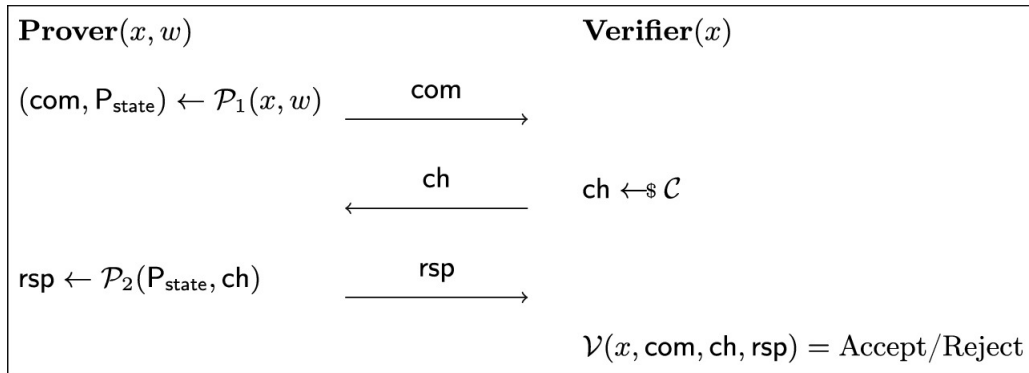 Prover(x, w) Verifier(x)
(com, P_state) ← 𝒫₁(x, w) com
ch ch ←$ 𝒞
rsp ← 𝒫₂(P_state, ch) rsp
𝒱(x, com, ch, rsp) = Accept/Reject